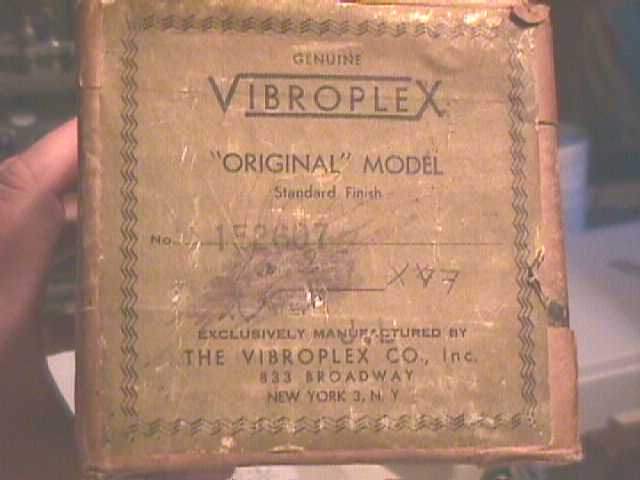 GENUINE
VIBROPLEX
"ORIGINAL" MODEL
Standard Finish
No. 152607
EXCLUSIVELY MANUFACTURED BY
THE VIBROPLEX CO., Inc.
833 BROADWAY
NEW YORK 3, N. Y